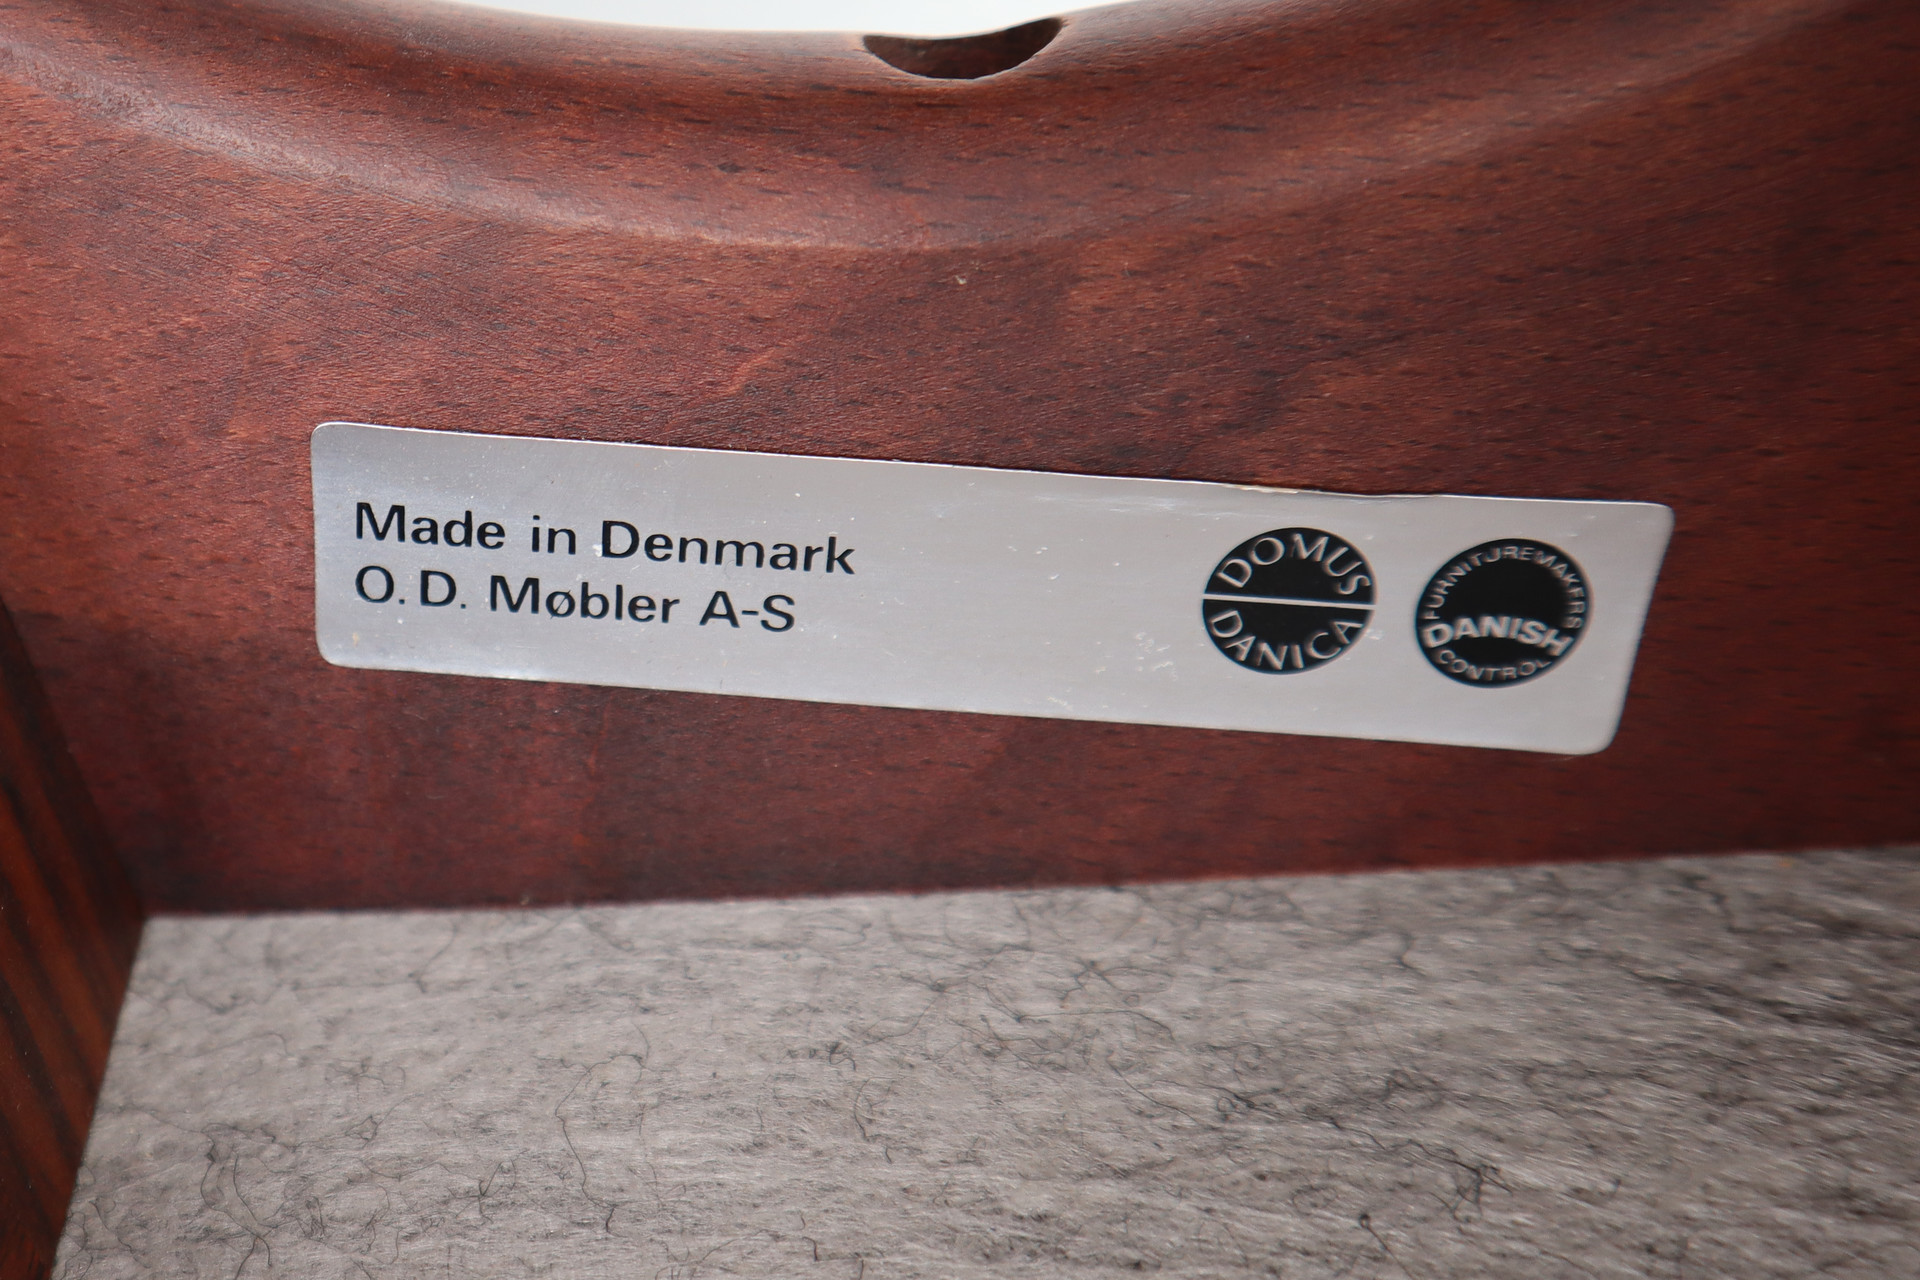 Made in Denmark
O.D. Møbler A-S
DOMUS
DANICA
FURNITUREMAKERS
DANISH
CONTROL